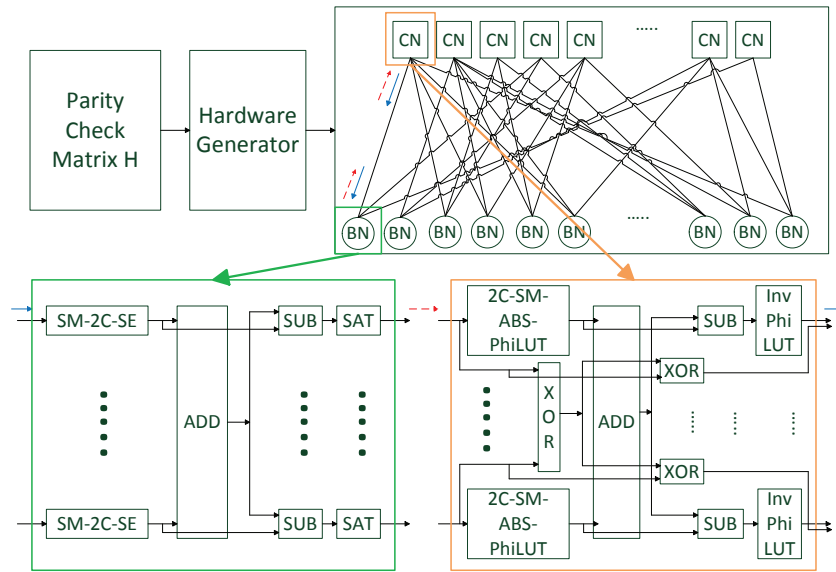 Parity
Check
Matrix H
Hardware
Generator
CN CN CN CN CN ..... CN CN
BN BN BN BN BN BN ..... BN BN BN
SM-2C-SE
ADD
SUB
SAT
SM-2C-SE
SUB
SAT
2C-SM-
ABS-
PhiLUT
X
O
R
ADD
SUB
Inv
Phi
LUT
XOR
XOR
2C-SM-
ABS-
PhiLUT
SUB
Inv
Phi
LUT